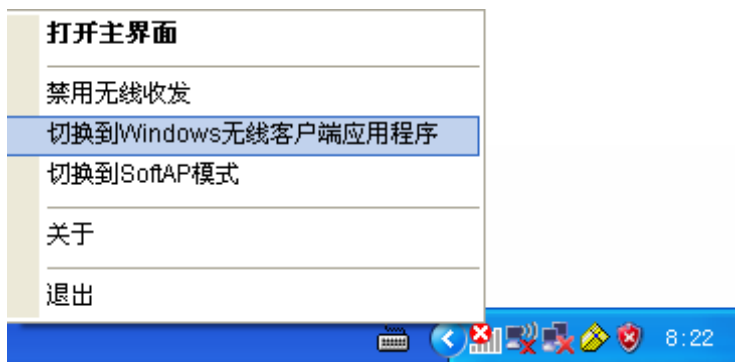 打开主界面
禁用无线收发
切换到Windows无线客户端应用程序
切换到SoftAP模式
关于
退出
8:22